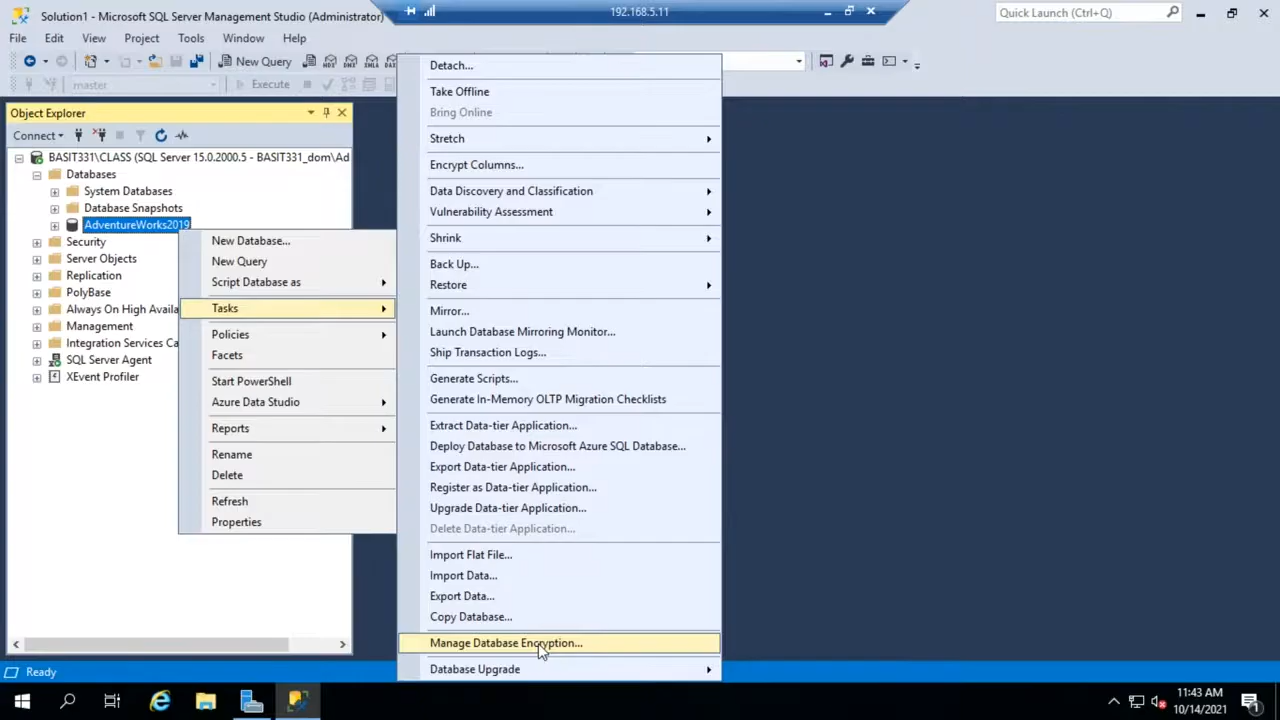 Solution1 - Microsoft SQL Server Management Studio (Administrator)
192.168.5.11
Quick Launch (Ctrl+Q)
File Edit View Project Tools Window Help
New Query
master
Execute
Object Explorer
Connect
BASIT331\CLASS (SQL Server 15.0.2000.5 - BASIT331_dom\Ad
Databases
System Databases
Database Snapshots
AdventureWorks2019
Security
Server Objects
Replication
PolyBase
Always On High Availa
Management
Integration Services Ca
SQL Server Agent
XEvent Profiler
New Database...
New Query
Script Database as
Tasks
Policies
Facets
Start PowerShell
Azure Data Studio
Reports
Rename
Delete
Refresh
Properties
Detach...
Take Offline
Bring Online
Stretch
Encrypt Columns...
Data Discovery and Classification
Vulnerability Assessment
Shrink
Back Up...
Restore
Mirror...
Launch Database Mirroring Monitor...
Ship Transaction Logs...
Generate Scripts...
Generate In-Memory OLTP Migration Checklists
Extract Data-tier Application...
Deploy Database to Microsoft Azure SQL Database...
Export Data-tier Application...
Register as Data-tier Application...
Upgrade Data-tier Application...
Delete Data-tier Application...
Import Flat File...
Import Data...
Export Data...
Copy Database...
Manage Database Encryption...
Database Upgrade
Ready
11:43 AM
10/14/2021
1